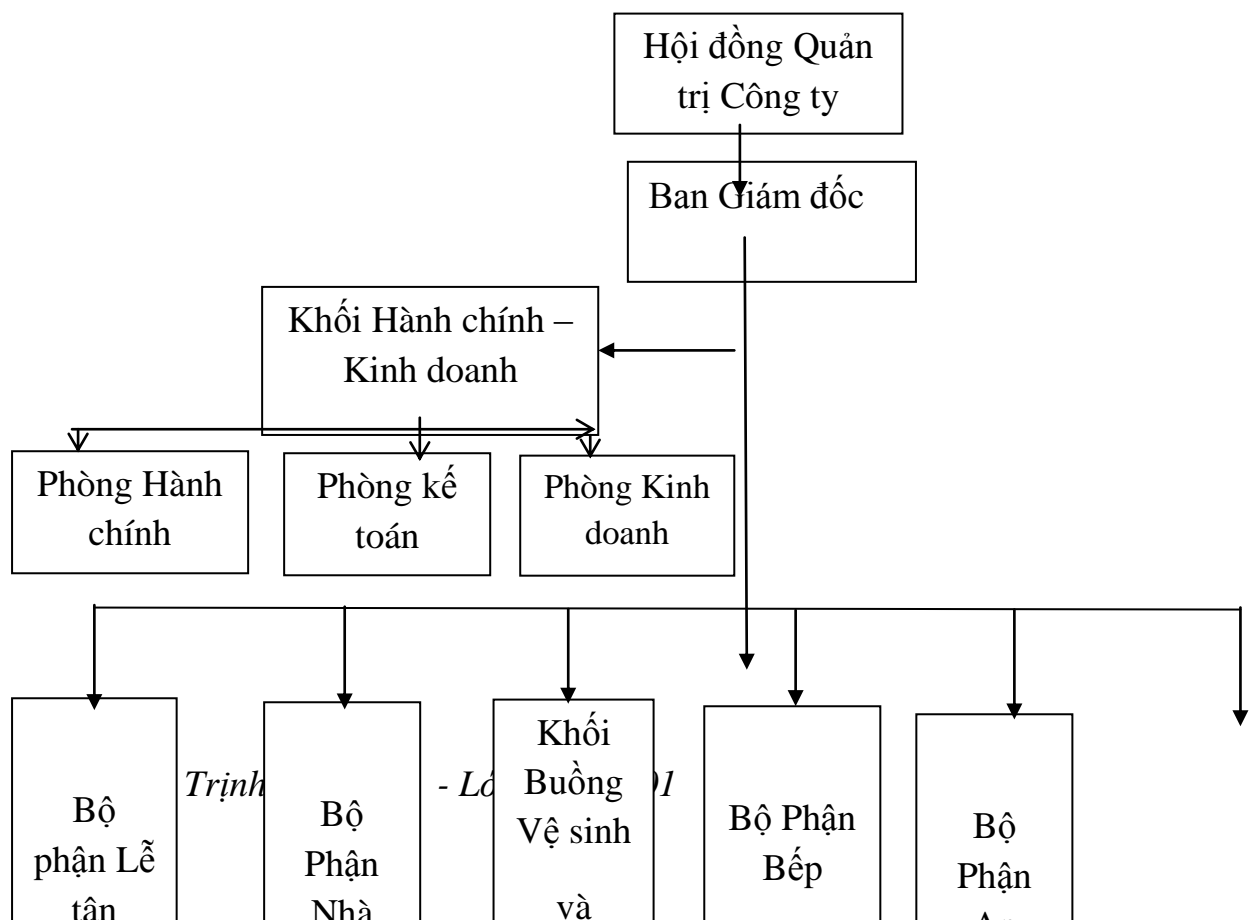 Hội đồng Quản
trị Công ty
Ban Giám đốc
Khối Hành chính –
Kinh doanh
Phòng Hành
chính
Phòng kế
toán
Phòng Kinh
doanh
Bộ
phận Lễ
tân
Trịnh
Bộ
Phận
Nhà
Khối
Buồng
Vệ sinh
và
Bộ Phận
Bếp
Bộ
Phận